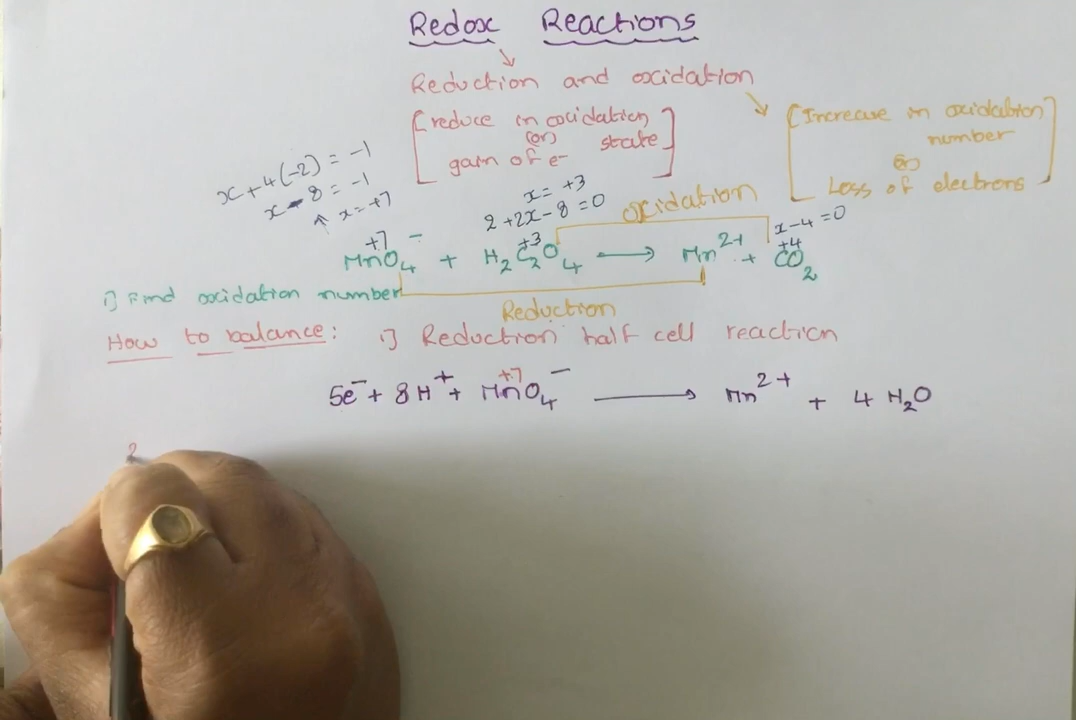 Redox Reactions
Reduction and oxidation
[reduce in oxidation state]
(or)
gain of e-
[Increase in oxidation
number
(or)
Loss of electrons]
x+4(-2) = -1
x-8 = -1
x=+7
x= +3
2+2x-8=0
oxidation
x-4=0
+7 +3 +4
MnO₄⁻ + H₂C₂O₄ → Mn²⁺ + CO₂
1) Find oxidation number
Reduction
How to balance: 1) Reduction half cell reaction
+7
5e⁻ + 8H⁺ + MnO₄⁻ → Mn²⁺ + 4H₂O
2